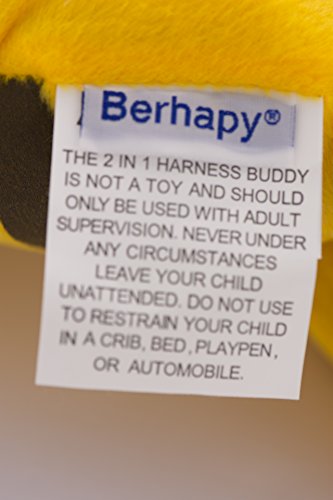 Berhapy®
THE 2 IN 1 HARNESS BUDDY
IS NOT A TOY AND SHOULD
ONLY BE USED WITH ADULT
SUPERVISION. NEVER UNDER
ANY CIRCUMSTANCES
LEAVE YOUR CHILD
UNATTENDED. DO NOT USE
TO RESTRAIN YOUR CHILD
IN A CRIB, BED, PLAYPEN,
OR AUTOMOBILE.